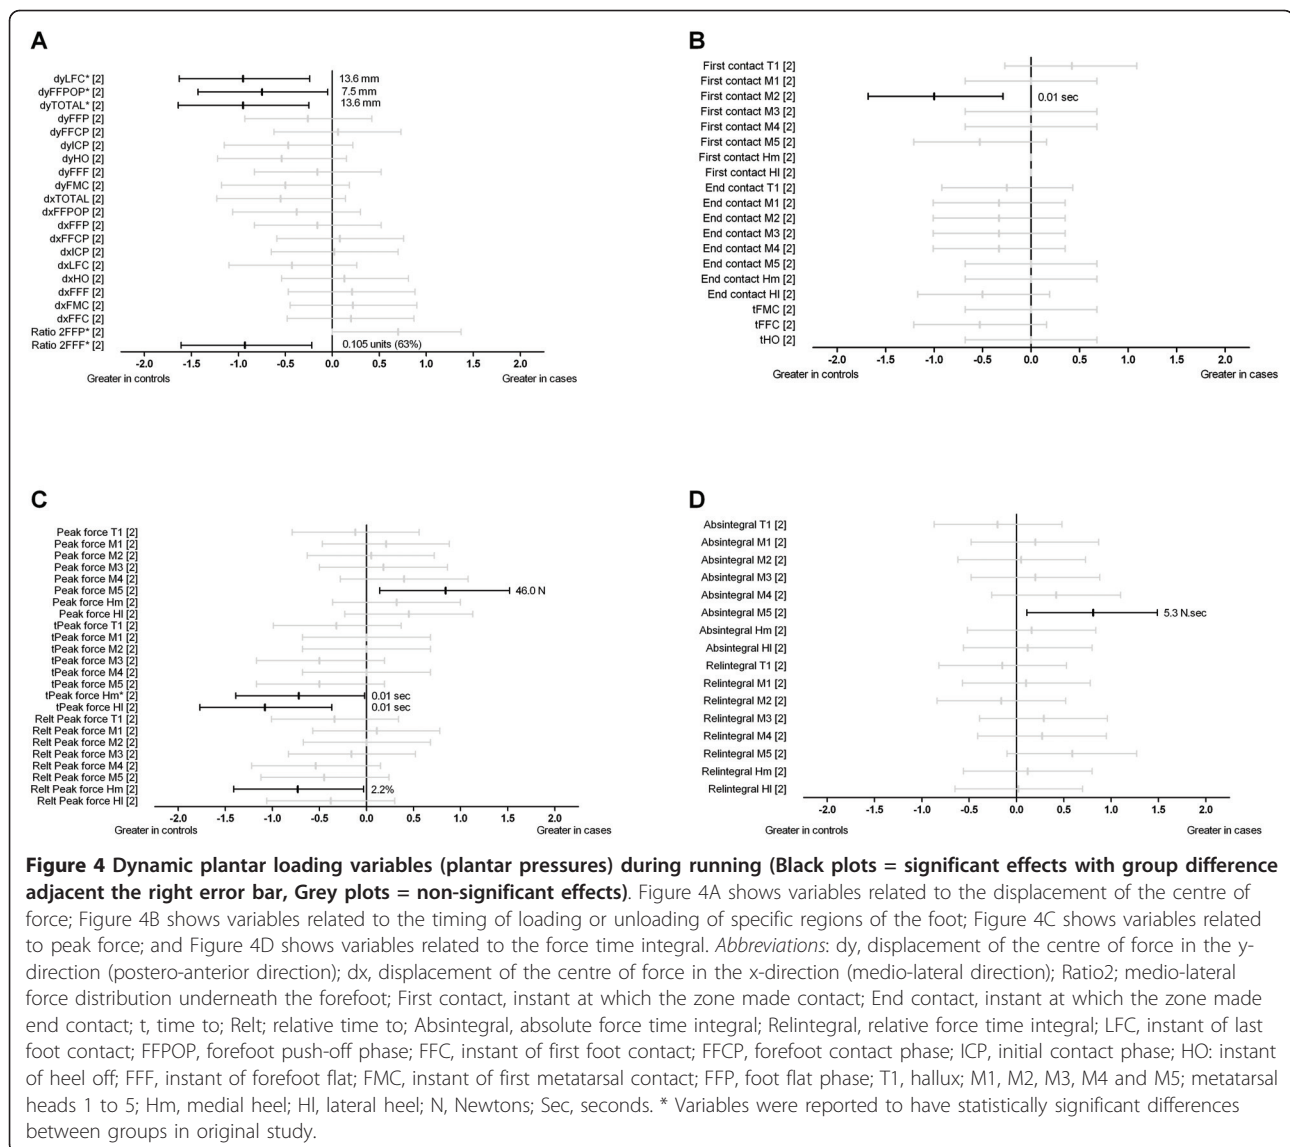 A
dyLFC* [2]
13.6 mm
dyFFPOP* [2]
7.5 mm
dyTOTAL* [2]
13.6 mm
dyFFP [2]
dyFFCP [2]
dyICP [2]
dyHO [2]
dyFFF [2]
dyFMC [2]
dxTOTAL [2]
dxFFPOP [2]
dxFFP [2]
dxFFCP [2]
dxICP [2]
dxLFC [2]
dxHO [2]
dxFFF [2]
dxFMC [2]
dxFFC [2]
Ratio 2FFP* [2]
Ratio 2FFF* [2]
0.105 units (63%)
-2.0 -1.5 -1.0 -0.5 0.0 0.5 1.0 1.5 2.0
Greater in controls Greater in cases
B
First contact T1 [2]
First contact M1 [2]
First contact M2 [2]
0.01 sec
First contact M3 [2]
First contact M4 [2]
First contact M5 [2]
First contact Hm [2]
First contact Hl [2]
End contact T1 [2]
End contact M1 [2]
End contact M2 [2]
End contact M3 [2]
End contact M4 [2]
End contact M5 [2]
End contact Hm [2]
End contact Hl [2]
tFMC [2]
tFFC [2]
tHO [2]
-2.0 -1.5 -1.0 -0.5 0.0 0.5 1.0 1.5 2.0
Greater in controls Greater in cases
C
Peak force T1 [2]
Peak force M1 [2]
Peak force M2 [2]
Peak force M3 [2]
Peak force M4 [2]
Peak force M5 [2]
46.0 N
Peak force Hm [2]
Peak force Hl [2]
tPeak force T1 [2]
tPeak force M1 [2]
tPeak force M2 [2]
tPeak force M3 [2]
tPeak force M4 [2]
tPeak force M5 [2]
tPeak force Hm* [2]
0.01 sec
tPeak force Hl [2]
0.01 sec
Relt Peak force T1 [2]
Relt Peak force M1 [2]
Relt Peak force M2 [2]
Relt Peak force M3 [2]
Relt Peak force M4 [2]
Relt Peak force M5 [2]
Relt Peak force Hm [2]
2.2%
Relt Peak force Hl [2]
-2.0 -1.5 -1.0 -0.5 0.0 0.5 1.0 1.5 2.0
Greater in controls Greater in cases
D
Absintegral T1 [2]
Absintegral M1 [2]
Absintegral M2 [2]
Absintegral M3 [2]
Absintegral M4 [2]
Absintegral M5 [2]
5.3 N.sec
Absintegral Hm [2]
Absintegral Hl [2]
Relintegral T1 [2]
Relintegral M1 [2]
Relintegral M2 [2]
Relintegral M3 [2]
Relintegral M4 [2]
Relintegral M5 [2]
Relintegral Hm [2]
Relintegral Hl [2]
-2.0 -1.5 -1.0 -0.5 0.0 0.5 1.0 1.5 2.0
Greater in controls Greater in cases
Figure 4 Dynamic plantar loading variables (plantar pressures) during running (Black plots = significant effects with group difference
adjacent the right error bar, Grey plots = non-significant effects). Figure 4A shows variables related to the displacement of the centre of
force; Figure 4B shows variables related to the timing of loading or unloading of specific regions of the foot; Figure 4C shows variables related
to peak force; and Figure 4D shows variables related to the force time integral. Abbreviations: dy, displacement of the centre of force in the y-
direction (postero-anterior direction); dx, displacement of the centre of force in the x-direction (medio-lateral direction); Ratio2; medio-lateral
force distribution underneath the forefoot; First contact, instant at which the zone made contact; End contact, instant at which the zone made
end contact; t, time to; Relt; relative time to; Absintegral, absolute force time integral; Relintegral, relative force time integral; LFC, instant of last
foot contact; FFPOP, forefoot push-off phase; FFC, instant of first foot contact; FFCP, forefoot contact phase; ICP, initial contact phase; HO: instant
of heel off; FFF, instant of forefoot flat; FMC, instant of first metatarsal contact; FFP, foot flat phase; T1, hallux; M1, M2, M3, M4 and M5; metatarsal
heads 1 to 5; Hm, medial heel; Hl, lateral heel; N, Newtons; Sec, seconds. * Variables were reported to have statistically significant differences
between groups in original study.